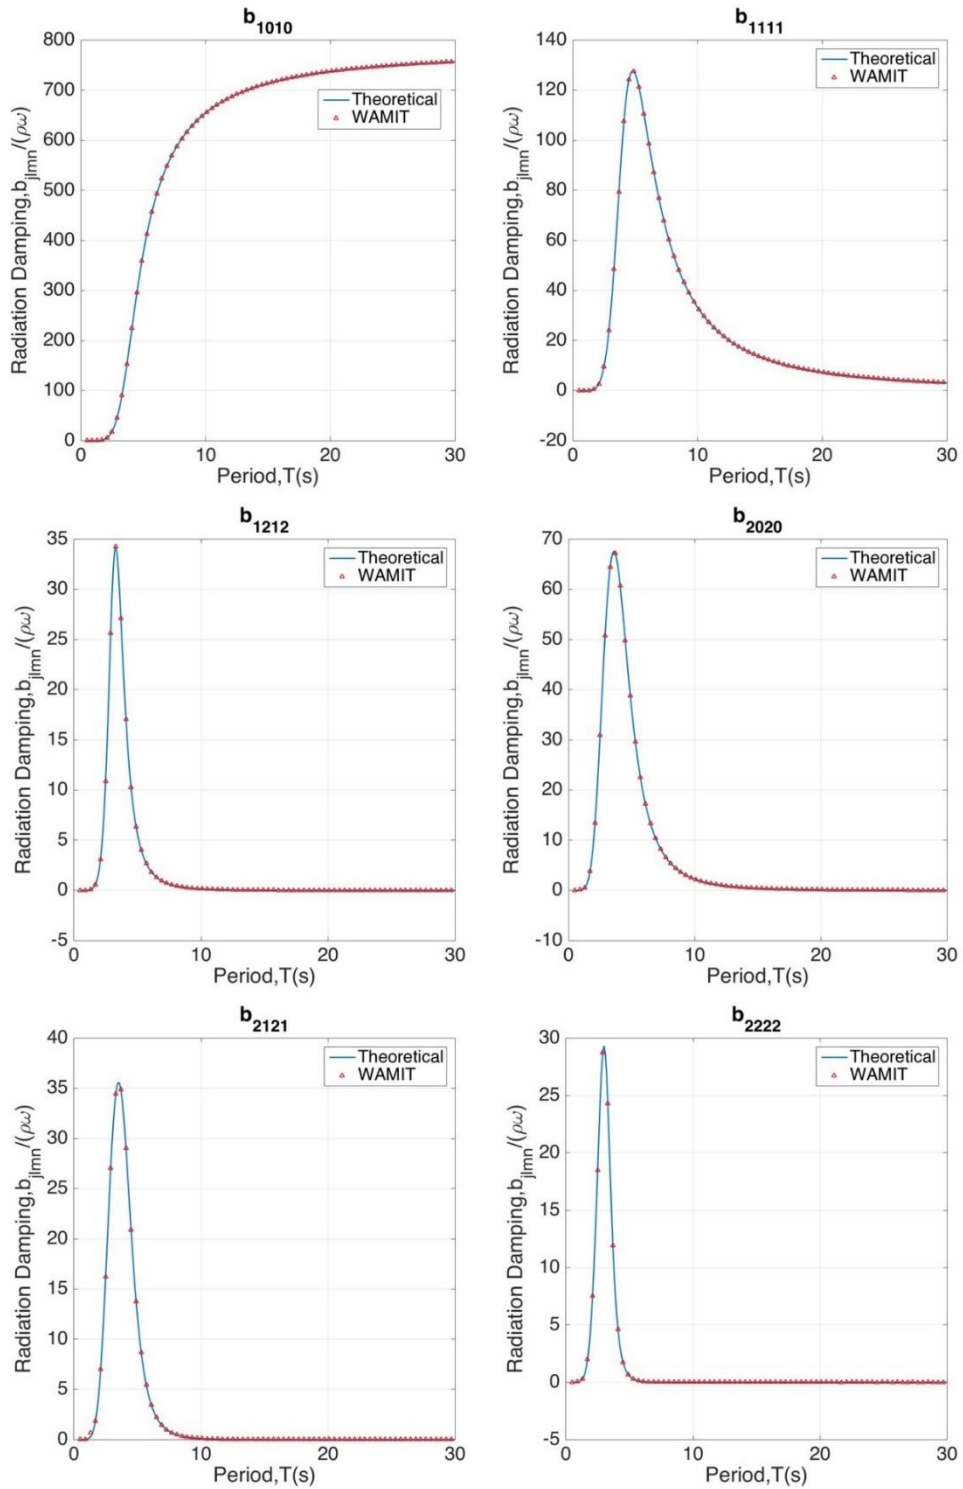 b1010
Radiation Damping,bjlmn/(ρω)
800
700
600
500
400
300
200
100
0
Theoretical
WAMIT
0 10 20 30
Period,T(s)
b1111
Radiation Damping,bjlmn/(ρω)
140
120
100
80
60
40
20
0
-20
Theoretical
WAMIT
0 10 20 30
Period,T(s)
b1212
Radiation Damping,bjlmn/(ρω)
35
30
25
20
15
10
5
0
-5
Theoretical
WAMIT
0 10 20 30
Period,T(s)
b2020
Radiation Damping,bjlmn/(ρω)
70
60
50
40
30
20
10
0
-10
Theoretical
WAMIT
0 10 20 30
Period,T(s)
b2121
Radiation Damping,bjlmn/(ρω)
40
35
30
25
20
15
10
5
0
Theoretical
WAMIT
0 10 20 30
Period,T(s)
b2222
Radiation Damping,bjlmn/(ρω)
30
25
20
15
10
5
0
-5
Theoretical
WAMIT
0 10 20 30
Period,T(s)